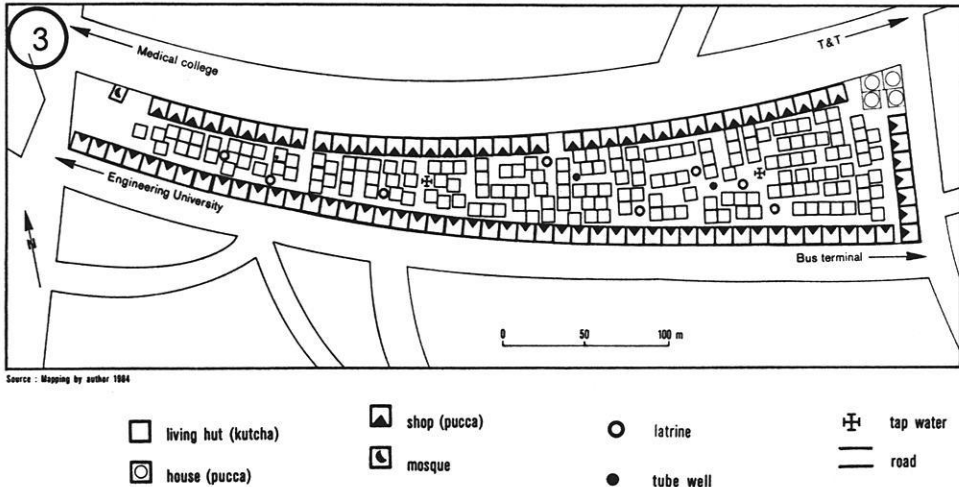 3
Medical college
T&T
Engineering University
N
Bus terminal
0 50 100 m
Source : Mapping by author 1984
living hut (kutcha)
shop (pucca)
latrine
tap water
house (pucca)
mosque
tube well
road